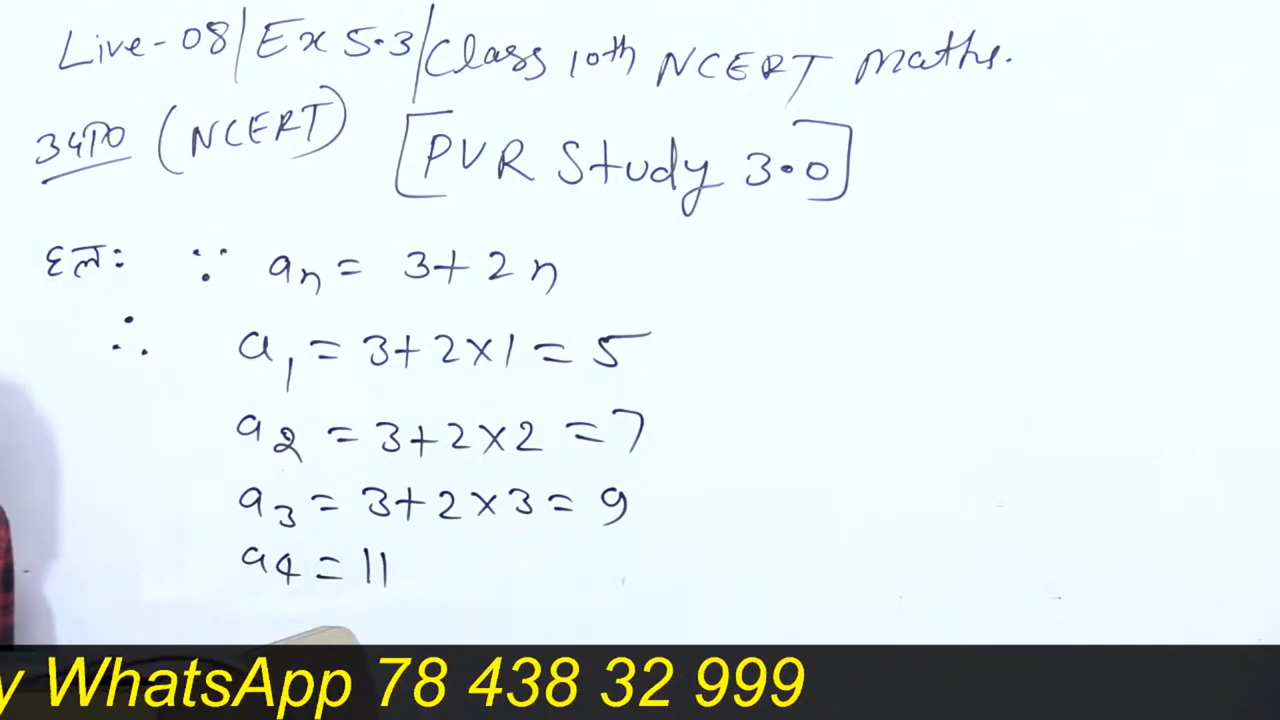 Live-08/Ex 5.3/Class 10th NCERT Maths.
उ4Tio (NCERT) [PVR Study 3.0]
हल: ∵ aₙ = 3+2n
∴ a₁ = 3+2×1 = 5
a₂ = 3+2×2 = 7
a₃ = 3+2×3 = 9
a₄ = 11
y WhatsApp 78 438 32 999